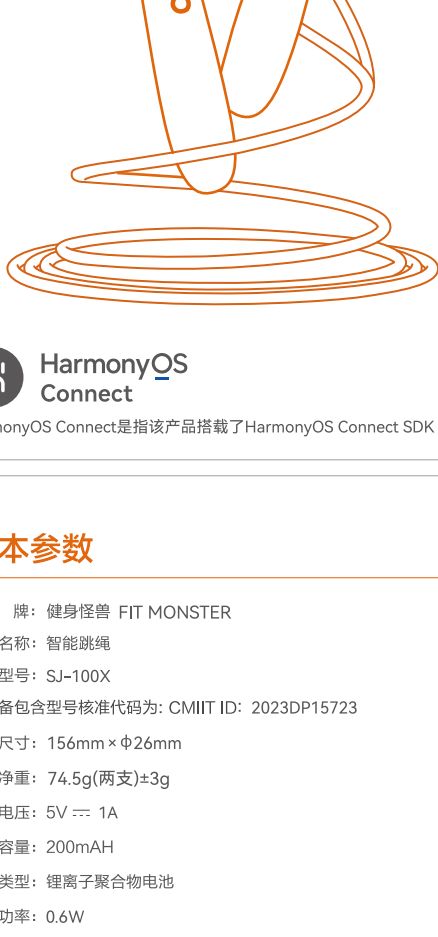 HarmonyOS
Connect
onyOS Connect是指该产品搭载了HarmonyOS Connect SDK
本参数
牌：健身怪兽 FIT MONSTER
名称：智能跳绳
型号：SJ-100X
备包含型号核准代码为: CMIIT ID：2023DP15723
尺寸：156mm×Φ26mm
净重：74.5g(两支)±3g
电压：5V ⎓ 1A
容量：200mAH
类型：锂离子聚合物电池
功率：0.6W